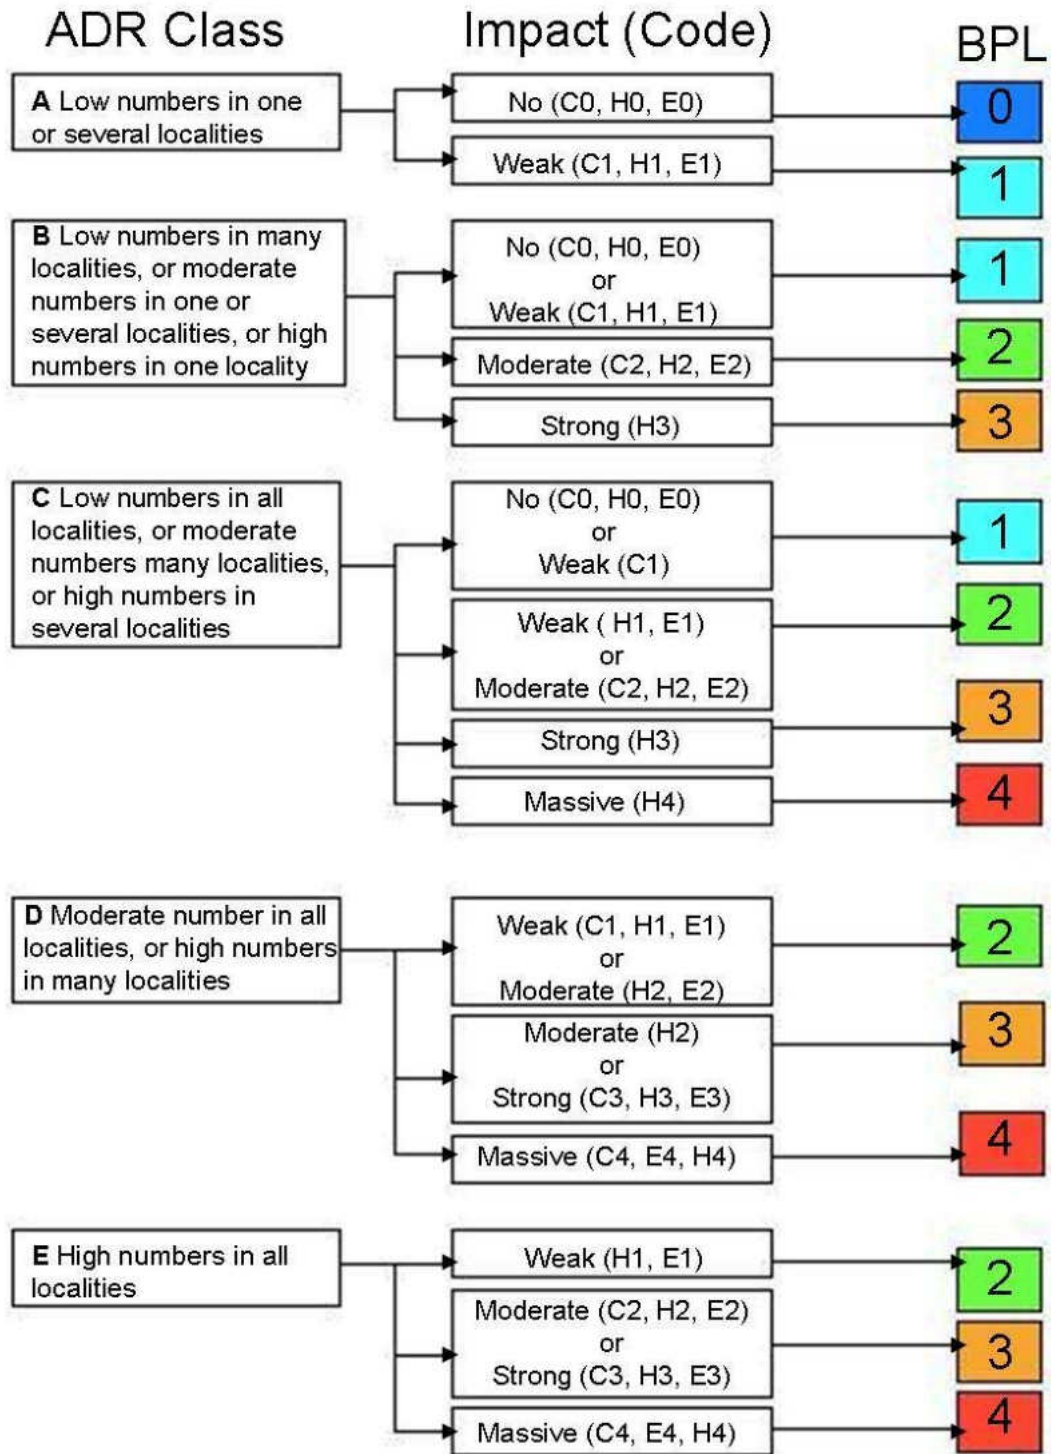 ADR Class
Impact (Code)
BPL
A Low numbers in one
or several localities
No (C0, H0, E0)
0
Weak (C1, H1, E1)
1
B Low numbers in many
localities, or moderate
numbers in one or
several localities, or high
numbers in one locality
No (C0, H0, E0)
or
Weak (C1, H1, E1)
1
Moderate (C2, H2, E2)
2
Strong (H3)
3
C Low numbers in all
localities, or moderate
numbers many localities,
or high numbers in
several localities
No (C0, H0, E0)
or
Weak (C1)
1
Weak ( H1, E1)
or
Moderate (C2, H2, E2)
2
Strong (H3)
3
Massive (H4)
4
D Moderate number in all
localities, or high numbers
in many localities
Weak (C1, H1, E1)
or
Moderate (H2, E2)
2
Moderate (H2)
or
Strong (C3, H3, E3)
3
Massive (C4, E4, H4)
4
E High numbers in all
localities
Weak (H1, E1)
2
Moderate (C2, H2, E2)
or
Strong (C3, H3, E3)
3
Massive (C4, E4, H4)
4